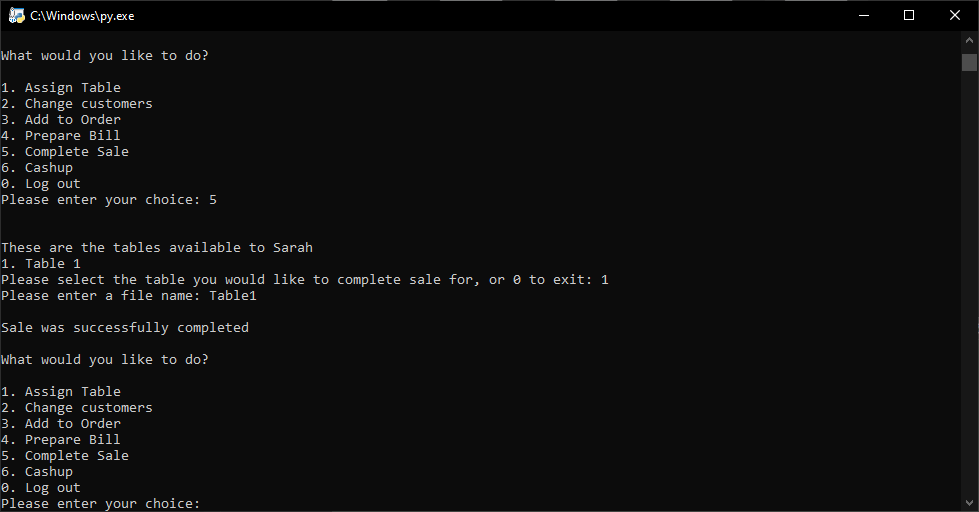 C:\Windows\py.exe
What would you like to do?
1. Assign Table
2. Change customers
3. Add to Order
4. Prepare Bill
5. Complete Sale
6. Cashup
0. Log out
Please enter your choice: 5
These are the tables available to Sarah
1. Table 1
Please select the table you would like to complete sale for, or 0 to exit: 1
Please enter a file name: Table1
Sale was successfully completed
What would you like to do?
1. Assign Table
2. Change customers
3. Add to Order
4. Prepare Bill
5. Complete Sale
6. Cashup
0. Log out
Please enter your choice: